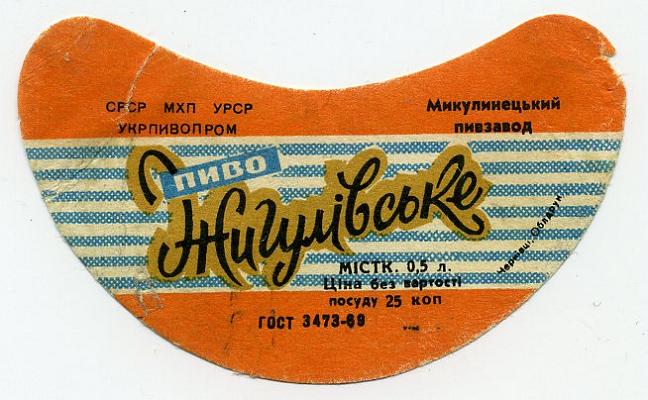 СРСР МХП УРСР
УКРПИВОПРОМ
Микулинецький
пивзавод
ПИВО
Жигулівське
МІСТК. 0,5 л.
Ціна без вартості
посуду 25 коп
ГОСТ 3473-69